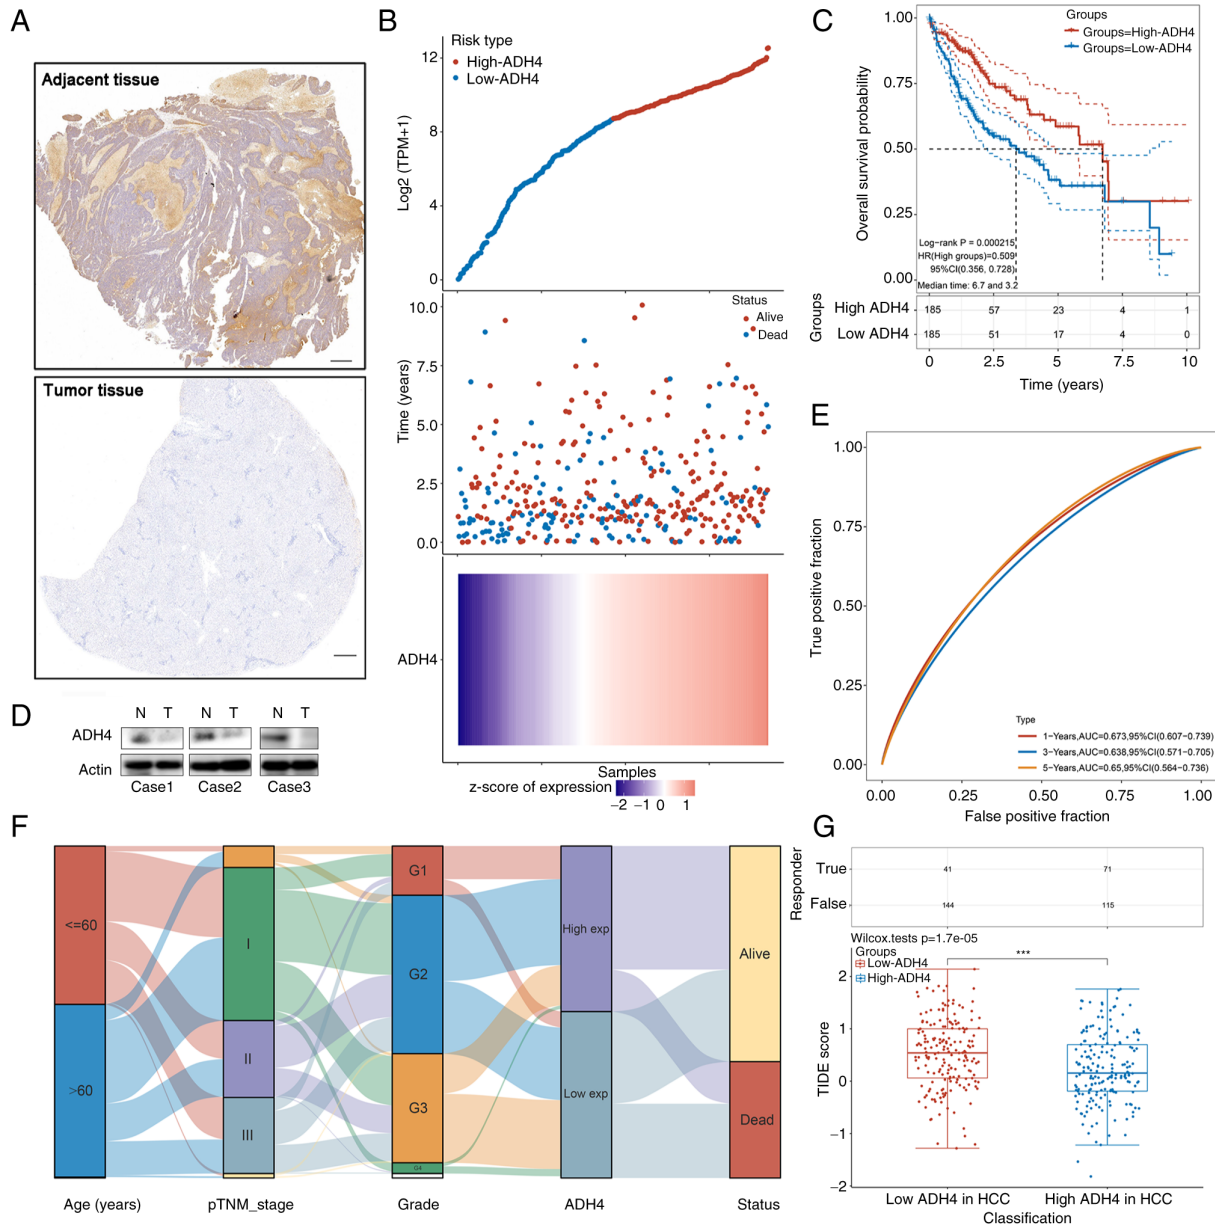 A
Adjacent tissue
Tumor tissue
B
Risk type
High-ADH4
Low-ADH4
Log2 (TPM+1)
12
8
4
0
Status
Alive
Dead
Time (years)
10.0
7.5
5.0
2.5
0.0
ADH4
Samples
z-score of expression
−2 −1 0 1
C
Groups
Groups=High-ADH4
Groups=Low-ADH4
Overall survival probability
1.00
0.75
0.50
0.25
0.00
Log-rank P = 0.000215
HR(High groups)=0.509
95%CI(0.356, 0.728)
Median time: 6.7 and 3.2
Groups
High ADH4 185 57 23 4 1
Low ADH4 185 51 17 4 0
0 2.5 5 7.5 10
Time (years)
D
N T N T N T
ADH4
Actin
Case1 Case2 Case3
E
True positive fraction
1.00
0.75
0.50
0.25
0.00
Type
1-Years,AUC=0.673,95%CI(0.607-0.739)
3-Years,AUC=0.638,95%CI(0.571-0.705)
5-Years,AUC=0.65,95%CI(0.564-0.736)
0.00 0.25 0.50 0.75 1.00
False positive fraction
F
<=60
>60
I
II
III
G1
G2
G3
G4
High exp
Low exp
Alive
Dead
Age (years) pTNM_stage Grade ADH4 Status
G
Responder
True 41 71
False 144 115
Wilcox.tests p=1.7e-05
Groups
Low-ADH4
High-ADH4
***
TIDE score
2
1
0
−1
−2
Low ADH4 in HCC High ADH4 in HCC
Classification